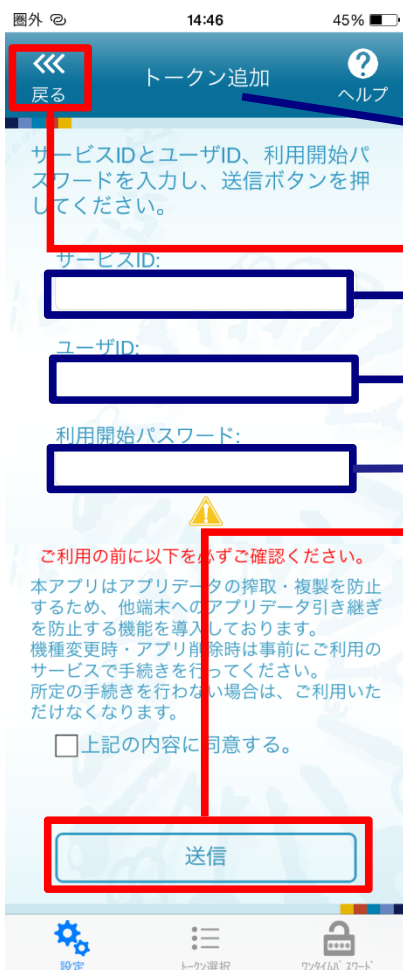 圏外 14:46 45%
戻る トークン追加 ? ヘルプ
サービスIDとユーザID、利用開始パ
スワードを入力し、送信ボタンを押
してください。
サービスID:
ユーザID:
利用開始パスワード:
ご利用の前に以下を必ずご確認ください。
本アプリはアプリデータの搾取・複製を防止
するため、他端末へのアプリデータ引き継ぎ
を防止する機能を導入しております。
機種変更時・アプリ削除時は事前にご利用の
サービスで手続きを行ってください。
所定の手続きを行わない場合は、ご利用いた
だけなくなります。
上記の内容に同意する。
送信
設定 トークン選択 ワンタイムパスワード